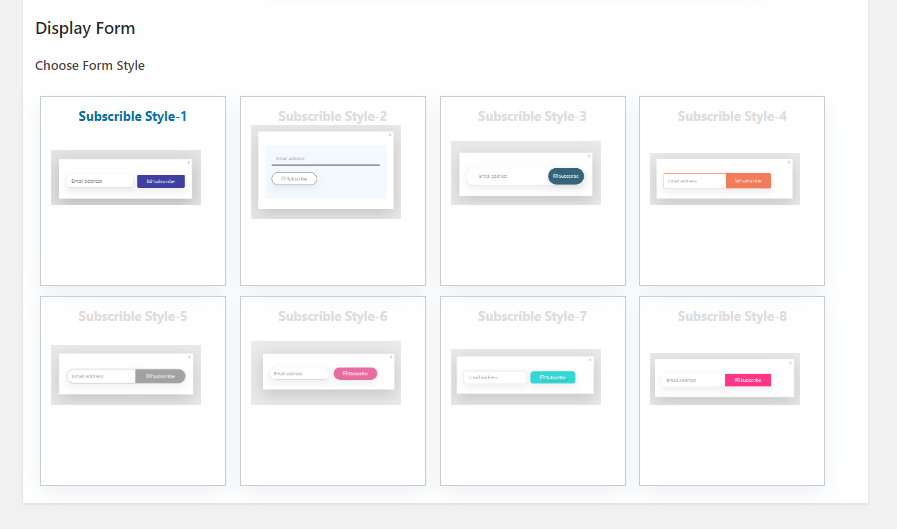 Display Form
Choose Form Style
Subscrible Style-1
Subscrible Style-2
Subscrible Style-3
Subscrible Style-4
Email address
Subscribe
Email address
Subscribe
Email address
Subscribe
Email address
Subscribe
Subscrible Style-5
Subscrible Style-6
Subscrible Style-7
Subscrible Style-8
Email address
Subscribe
Email address
Subscribe
Email address
Subscribe
Email address
Subscribe